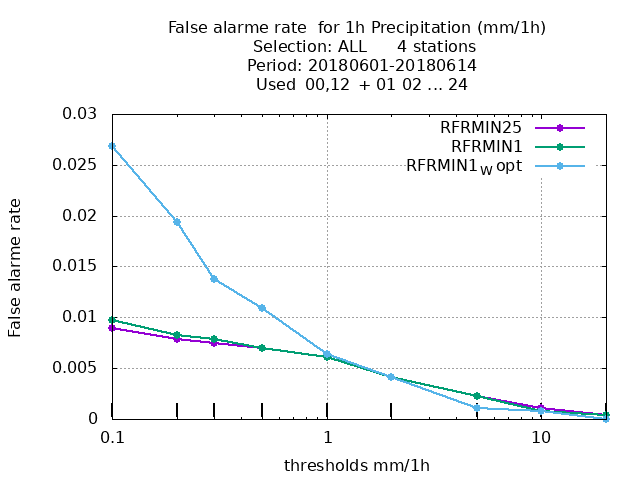 False alarme rate  for 1h Precipitation (mm/1h)
Selection: ALL      4 stations
Period: 20180601-20180614
Used  00,12  + 01 02 ... 24
RFRMIN25
RFRMIN1
RFRMIN1W opt
0.03
0.025
0.02
0.015
0.01
0.005
0
False alarme rate
0.1
1
10
thresholds mm/1h